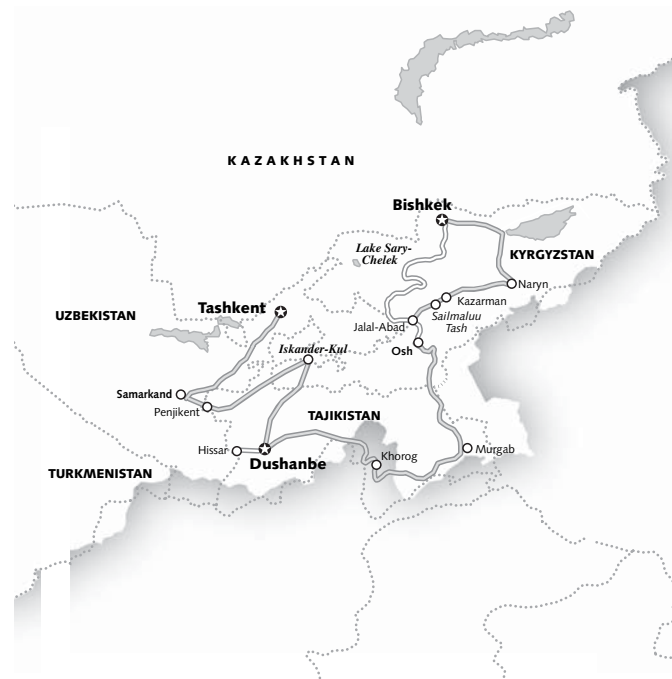 KAZAKHSTAN
Bishkek
Lake Sary-
Chelek
KYRGYZSTAN
Naryn
Kazarman
Sailmaluu
Tash
Tashkent
UZBEKISTAN
Jalal-Abad
Iskander-Kul
Osh
Samarkand
Penjikent
TAJIKISTAN
Hissar
Dushanbe
Khorog
Murgab
TURKMENISTAN